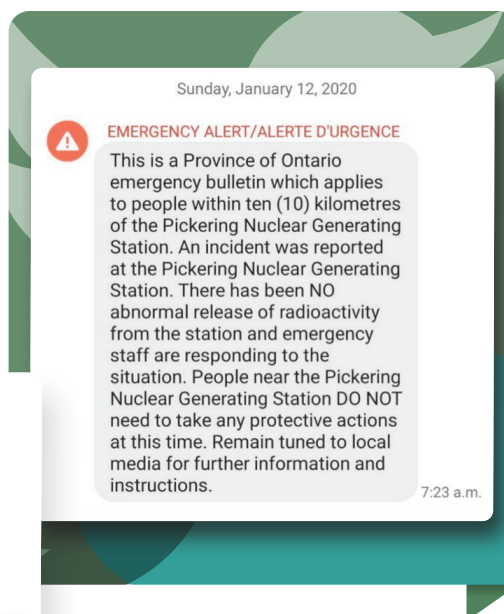 Sunday, January 12, 2020
EMERGENCY ALERT/ALERTE D'URGENCE
This is a Province of Ontario
emergency bulletin which applies
to people within ten (10) kilometres
of the Pickering Nuclear Generating
Station. An incident was reported
at the Pickering Nuclear Generating
Station. There has been NO
abnormal release of radioactivity
from the station and emergency
staff are responding to the
situation. People near the Pickering
Nuclear Generating Station DO NOT
need to take any protective actions
at this time. Remain tuned to local
media for further information and
instructions.
7:23 a.m.